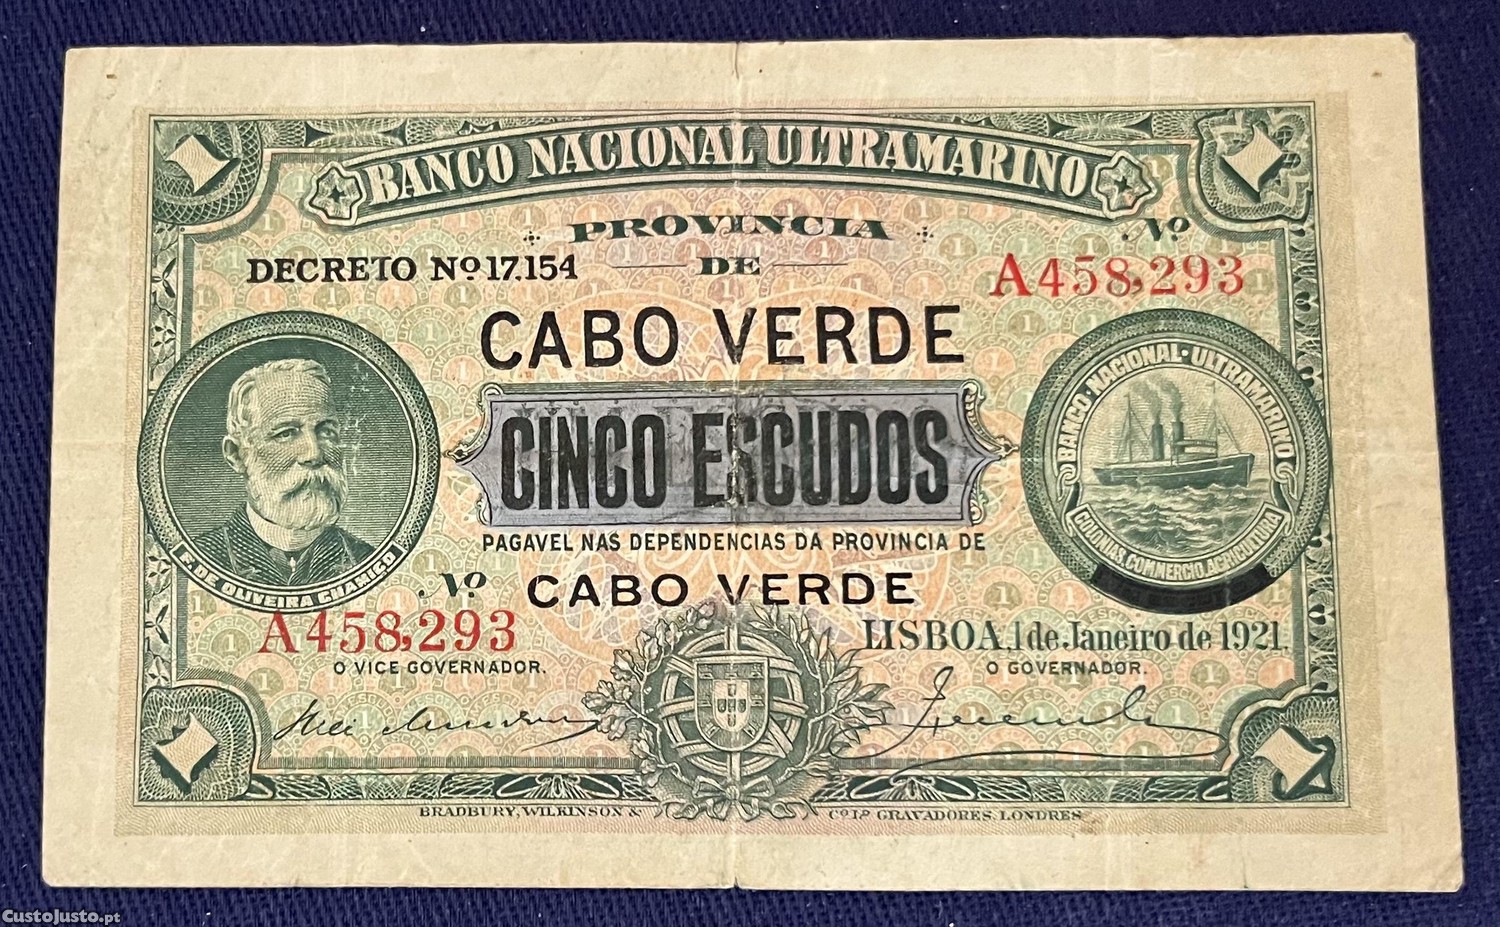 BANCO NACIONAL ULTRAMARINO
PROVINCIA
DE
DECRETO Nº 17,154
Nº
A458,293
CABO VERDE
CINCO ESCUDOS
BANCO · NACIONAL · ULTRAMARINO
COLONIAS, COMMERCIO, AGRICULTURA
F. DE OLIVEIRA CHAMIÇO
PAGAVEL NAS DEPENDENCIAS DA PROVINCIA DE
CABO VERDE
Nº
A458,293
LISBOA, 1 de Janeiro de 1921.
O VICE GOVERNADOR.
O GOVERNADOR.
BRADBURY, WILKINSON & Cº Lº GRAVADORES, LONDRES
CustoJusto.pt